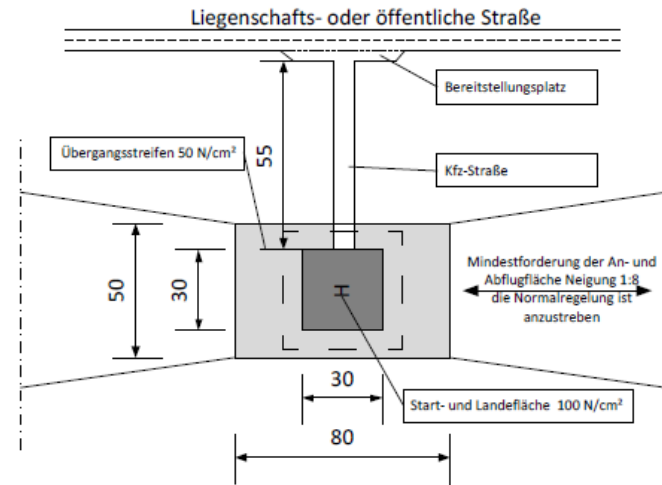 Liegenschafts- oder öffentliche Straße
Bereitstellungsplatz
Übergangsstreifen 50 N/cm²
55
Kfz-Straße
50
30
H
Mindestforderung der An- und
Abflugfläche Neigung 1:8
die Normalregelung ist
anzustreben
30
Start- und Landefläche 100 N/cm²
80